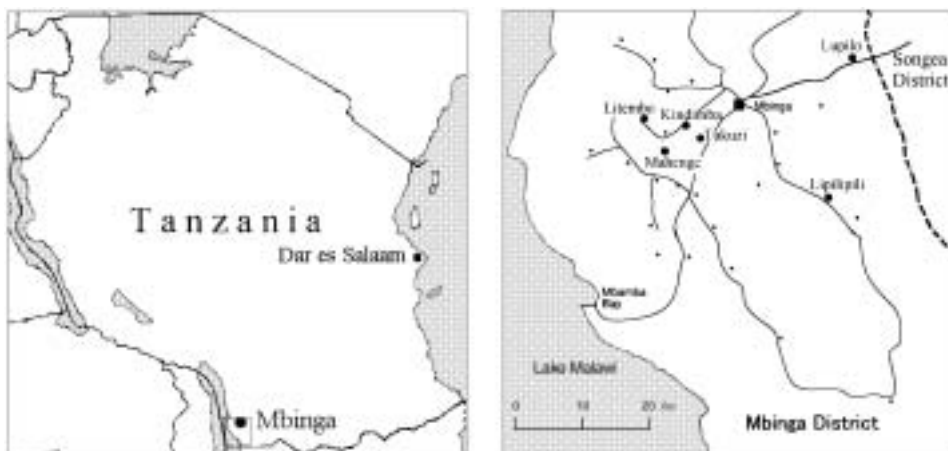 Tanzania
Dar es Salaam
Mbinga
Lupilo
Songea
District
Mbinga
Litembo
Kindimba
Mahenge
Lipilipili
Mbamba
Bay
Lake Malawi
0 10 20 km
Mbinga District